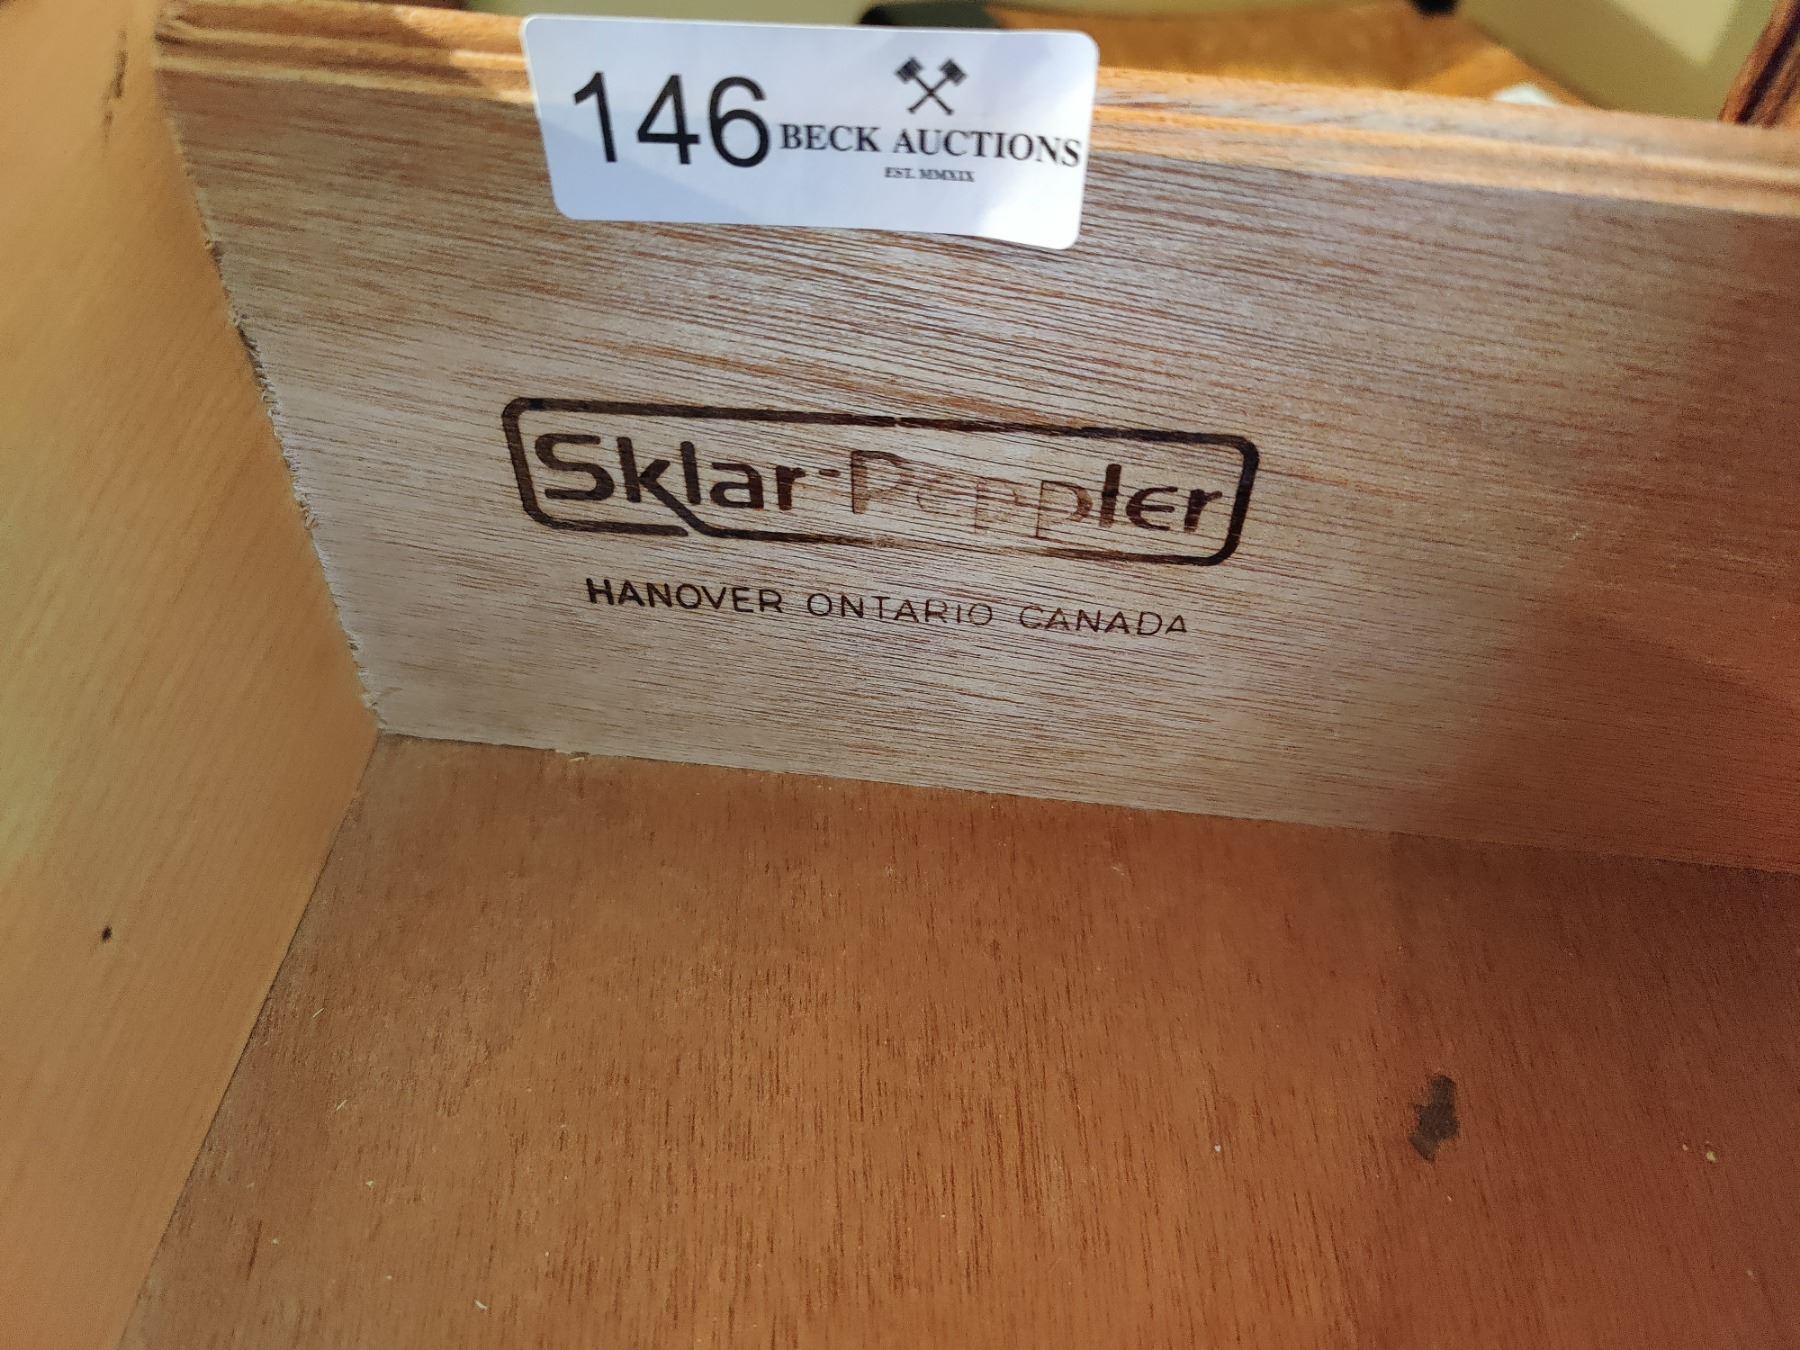 146
BECK AUCTIONS
EST. MMXIX
Sklar-Peppler
HANOVER ONTARIO CANADA